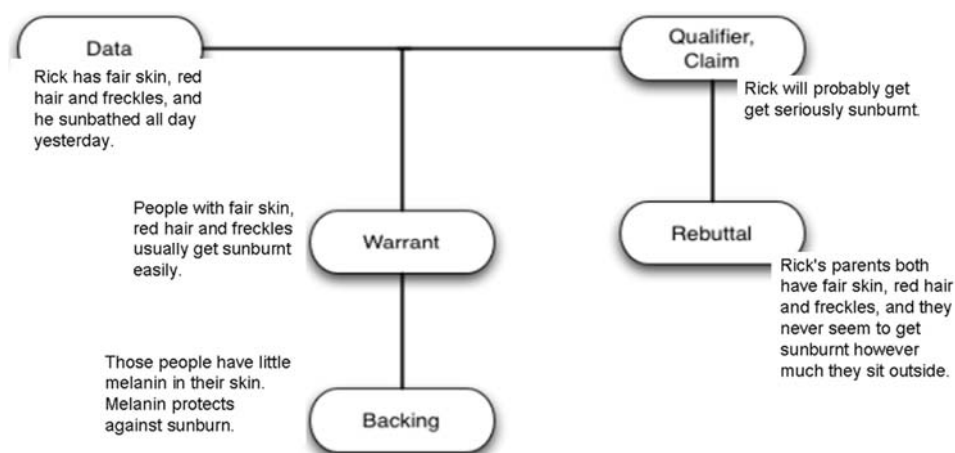 Data
Rick has fair skin, red
hair and freckles, and
he sunbathed all day
yesterday.
Qualifier,
Claim
Rick will probably get
get seriously sunburnt.
People with fair skin,
red hair and freckles
usually get sunburnt
easily.
Warrant
Rebuttal
Rick's parents both
have fair skin, red hair
and freckles, and they
never seem to get
sunburnt however
much they sit outside.
Those people have little
melanin in their skin.
Melanin protects
against sunburn.
Backing